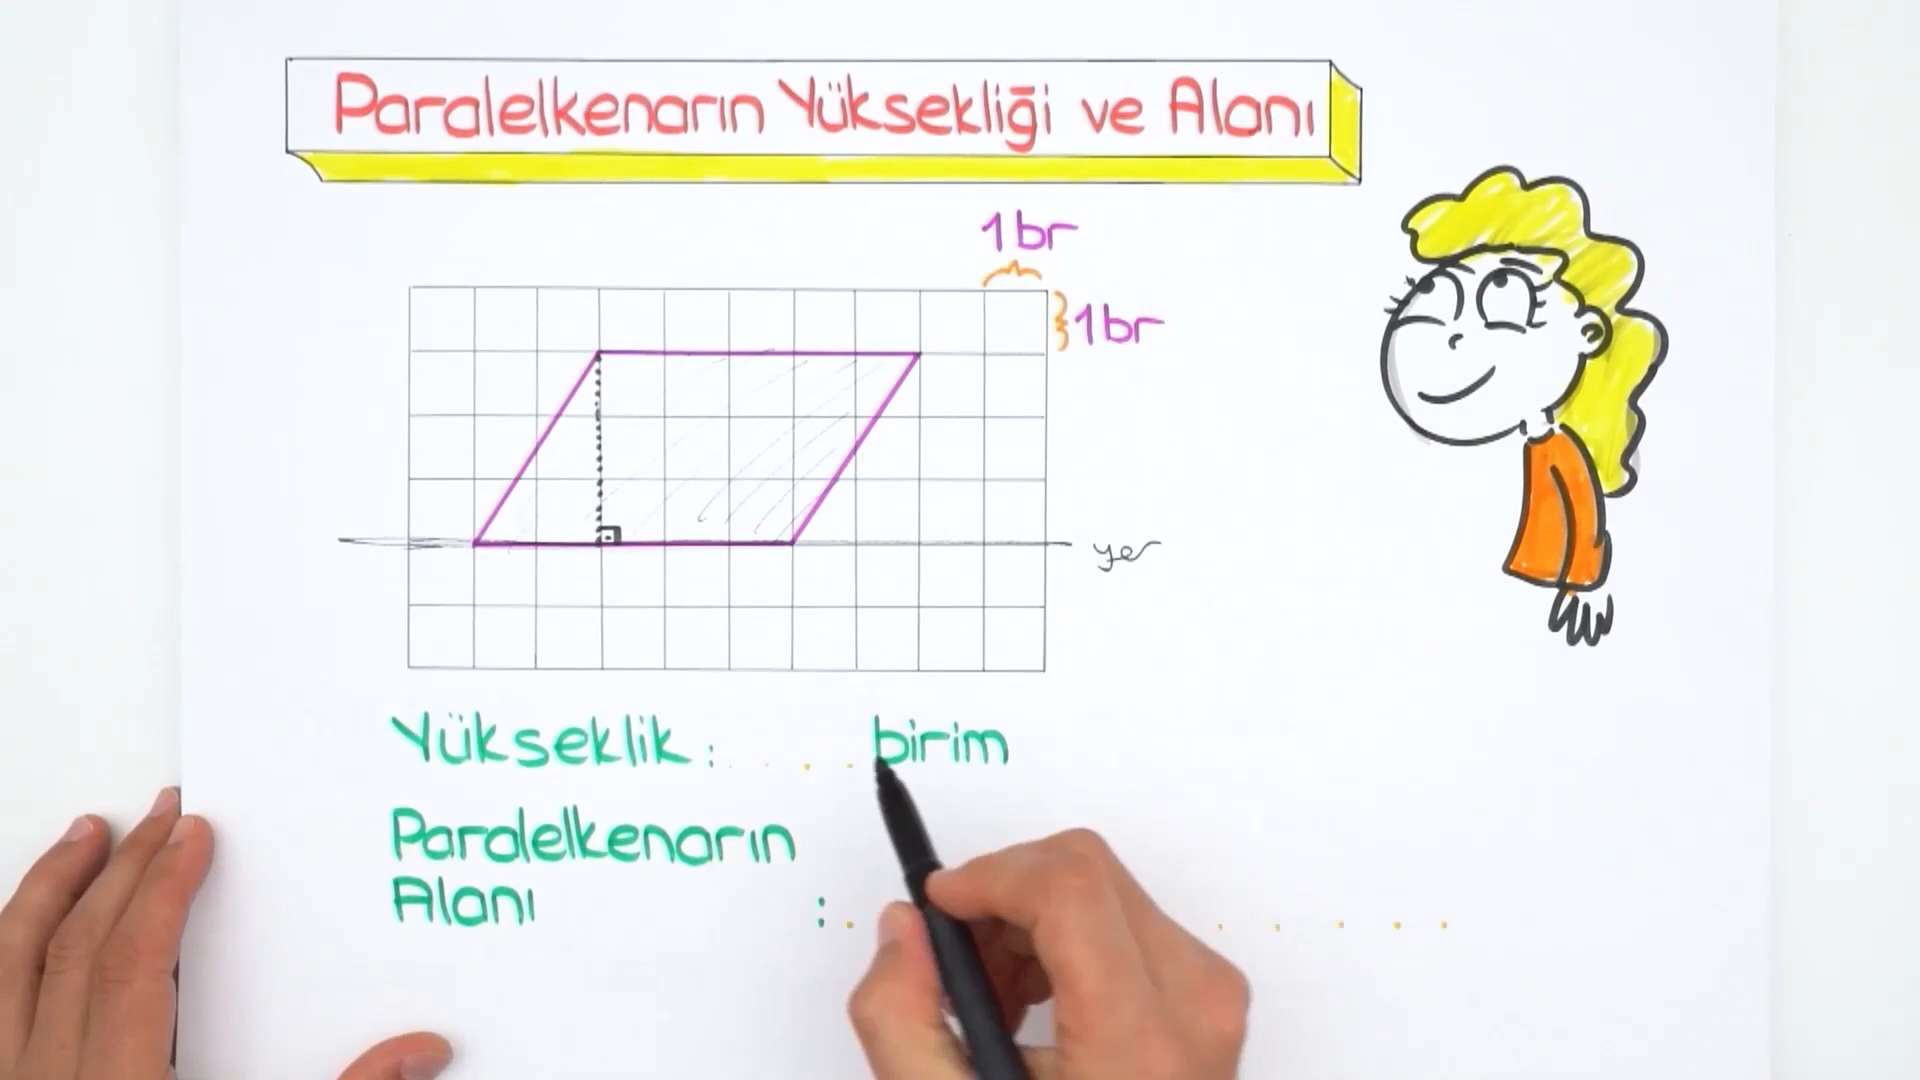 Paralelkenarın Yüksekliği ve Alanı
1br
1br
yer
Yükseklik: .... birim
Paralelkenarın
Alanı : . . . . . .